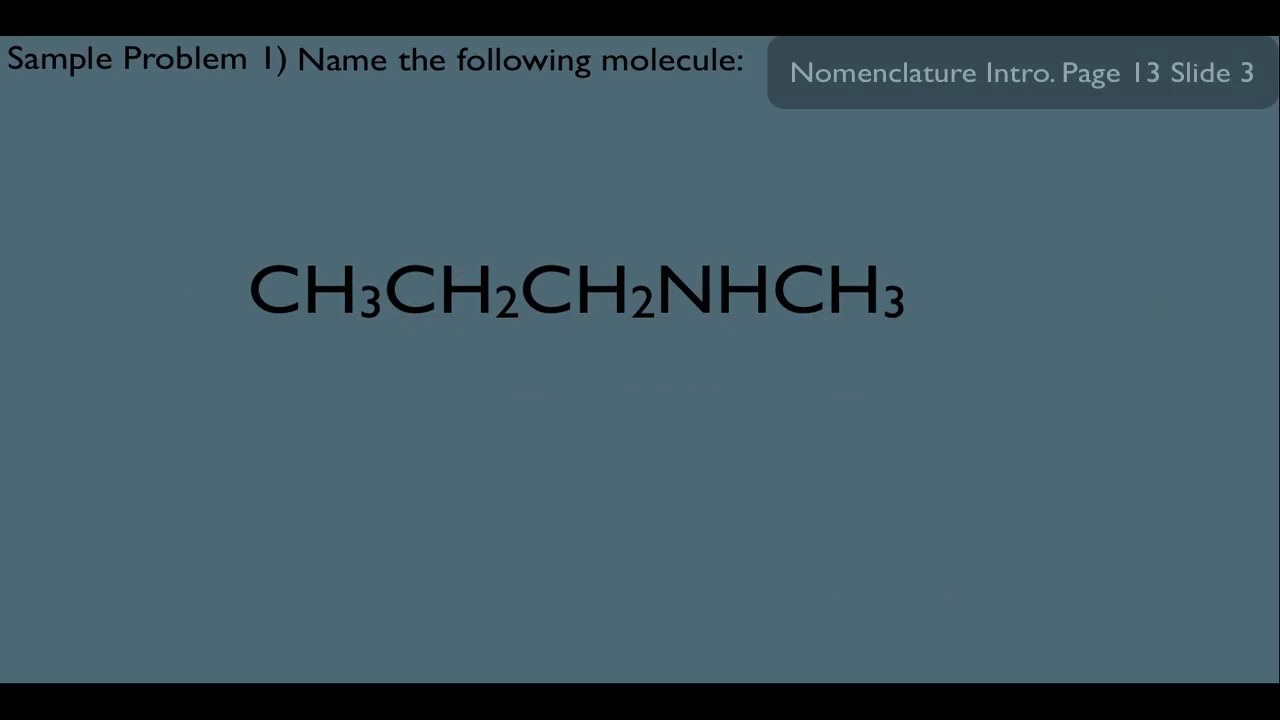 Sample Problem 1) Name the following molecule:
Nomenclature Intro. Page 13 Slide 3
CH₃CH₂CH₂NHCH₃